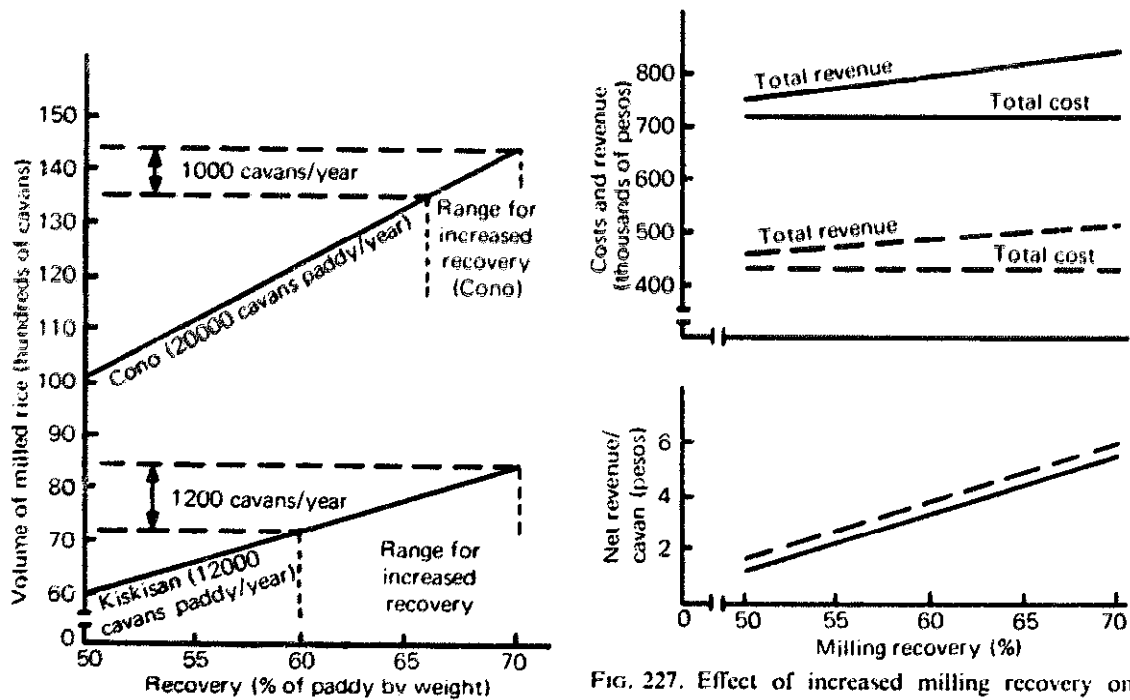 Volume of milled rice (hundreds of cavans)
150
140
130
120
110
100
90
80
70
60
0
1000 cavans/year
Range for
increased
recovery
(Cono)
Cono (20000 cavans paddy/year)
1200 cavans/year
Range for
increased
recovery
Kiskisan (12000
cavans paddy/year)
50 55 60 65 70
Recovery (% of paddy by weight)
Costs and revenue
(thousands of pesos)
800
700
600
500
400
Total revenue
Total cost
Total revenue
Total cost
Net revenue/
cavan (pesos)
6
4
2
0 50 55 60 65 70
Milling recovery (%)
FIG. 227. Effect of increased milling recovery on